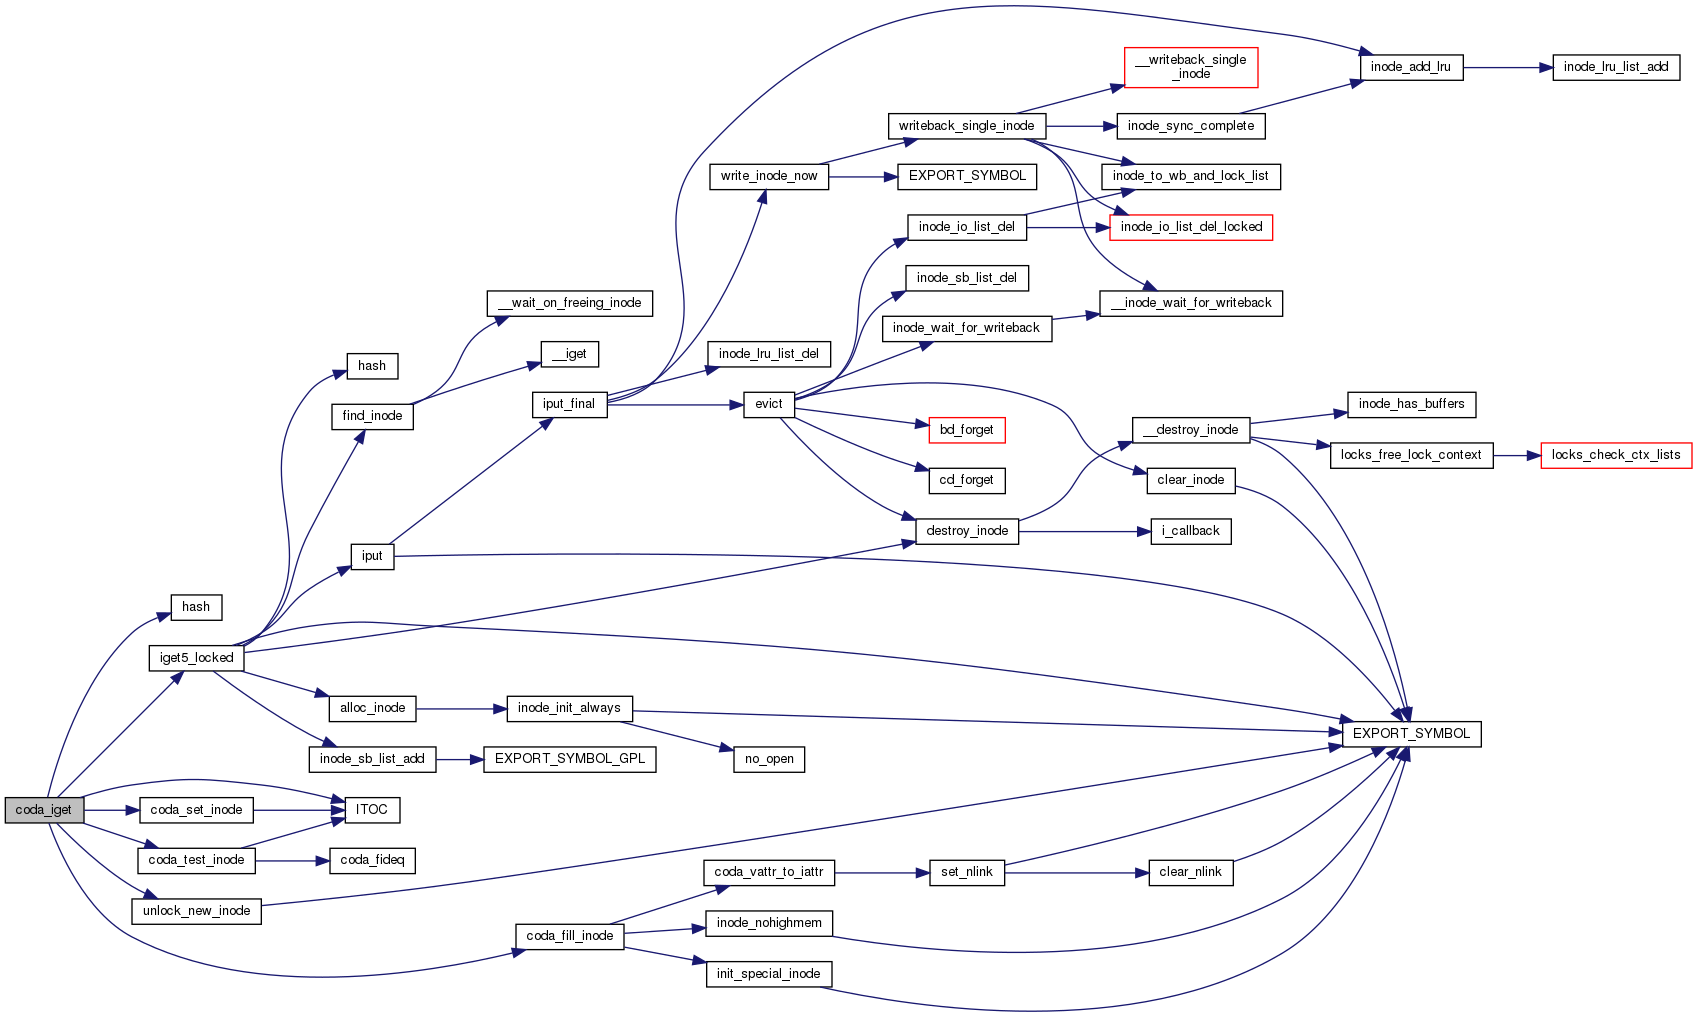 __writeback_single
_inode
inode_add_lru
inode_lru_list_add
writeback_single_inode
inode_sync_complete
write_inode_now
EXPORT_SYMBOL
inode_to_wb_and_lock_list
inode_io_list_del
inode_io_list_del_locked
inode_sb_list_del
__wait_on_freeing_inode
__inode_wait_for_writeback
inode_wait_for_writeback
hash
__iget
inode_lru_list_del
find_inode
iput_final
evict
inode_has_buffers
bd_forget
__destroy_inode
locks_free_lock_context
locks_check_ctx_lists
cd_forget
clear_inode
destroy_inode
i_callback
iput
hash
iget5_locked
alloc_inode
inode_init_always
EXPORT_SYMBOL
inode_sb_list_add
EXPORT_SYMBOL_GPL
no_open
coda_iget
coda_set_inode
ITOC
coda_test_inode
coda_fideq
coda_vattr_to_iattr
set_nlink
clear_nlink
unlock_new_inode
coda_fill_inode
inode_nohighmem
init_special_inode